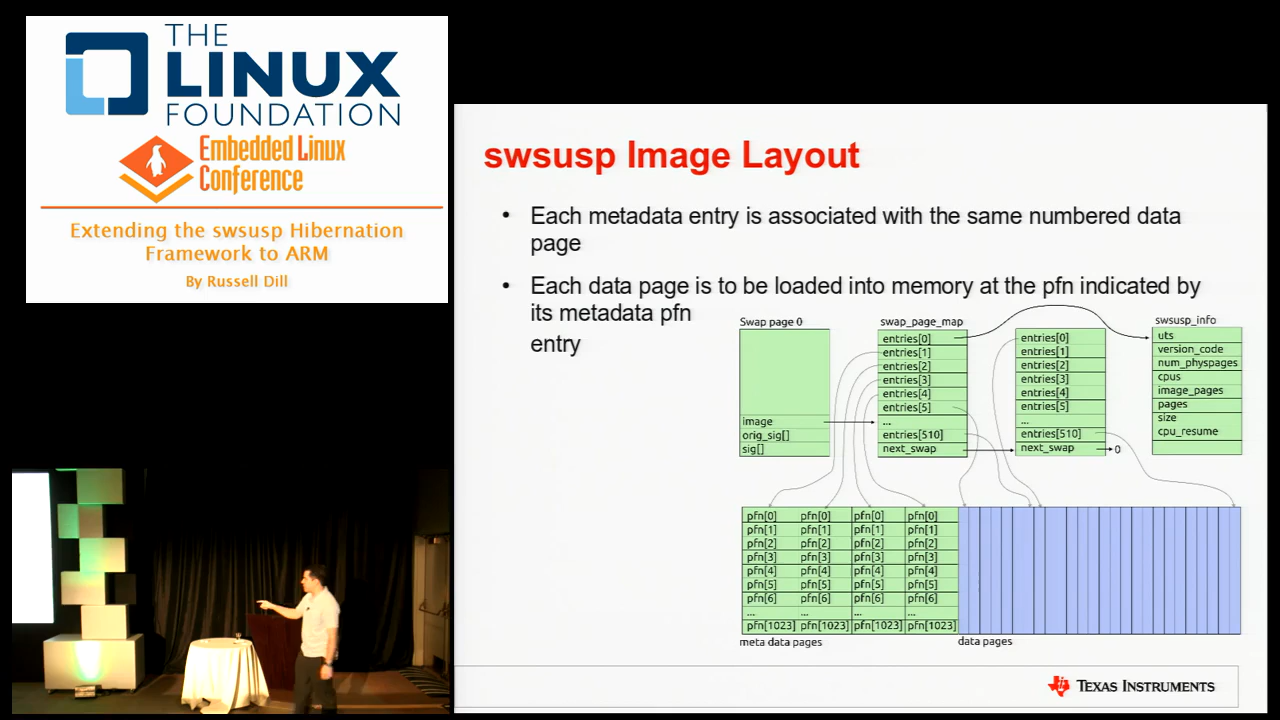 THE
LINUX
FOUNDATION
Embedded Linux
Conference
Extending the swsusp Hibernation
Framework to ARM
By Russell Dill
swsusp Image Layout
• Each metadata entry is associated with the same numbered data
page
• Each data page is to be loaded into memory at the pfn indicated by
its metadata pfn
entry
Swap page 0
image
orig_sig[]
sig[]
swap_page_map
entries[0]
entries[1]
entries[2]
entries[3]
entries[4]
entries[5]
...
entries[510]
next_swap
entries[0]
entries[1]
entries[2]
entries[3]
entries[4]
entries[5]
...
entries[510]
next_swap
0
swsusp_info
uts
version_code
num_physpages
cpus
image_pages
pages
size
cpu_resume
pfn[0] pfn[0] pfn[0] pfn[0]
pfn[1] pfn[1] pfn[1] pfn[1]
pfn[2] pfn[2] pfn[2] pfn[2]
pfn[3] pfn[3] pfn[3] pfn[3]
pfn[4] pfn[4] pfn[4] pfn[4]
pfn[5] pfn[5] pfn[5] pfn[5]
pfn[6] pfn[6] pfn[6] pfn[6]
... ... ... ...
pfn[1023] pfn[1023] pfn[1023] pfn[1023]
meta data pages
data pages
TEXAS INSTRUMENTS